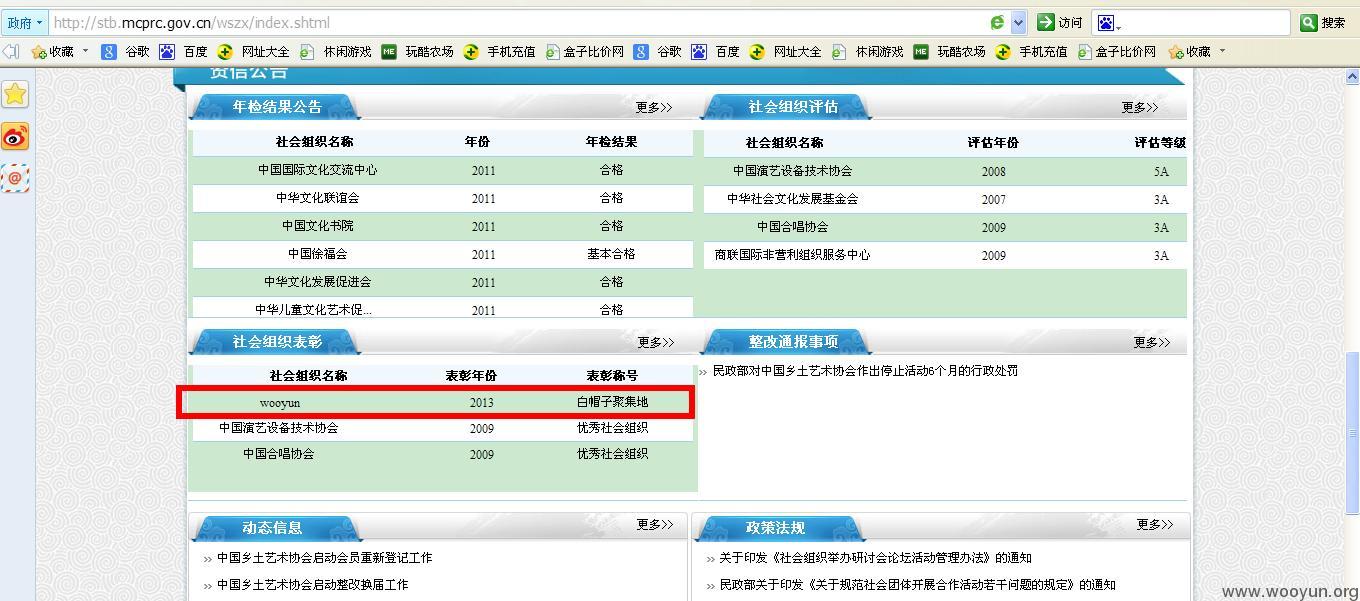 政府 http://stb.mcprc.gov.cn/wszx/index.shtml 访问 搜索
收藏 谷歌 百度 网址大全 休闲游戏 玩酷农场 手机充值 盒子比价网 谷歌 百度 网址大全 休闲游戏 玩酷农场 手机充值 盒子比价网 收藏
资信公告
年检结果公告 更多>>
社会组织名称 年份 年检结果
中国国际文化交流中心 2011 合格
中华文化联谊会 2011 合格
中国文化书院 2011 合格
中国徐福会 2011 基本合格
中华文化发展促进会 2011 合格
中华儿童文化艺术促... 2011 合格
社会组织评估 更多>>
社会组织名称 评估年份 评估等级
中国演艺设备技术协会 2008 5A
中华社会文化发展基金会 2007 3A
中国合唱协会 2009 3A
商联国际非营利组织服务中心 2009 3A
社会组织表彰 更多>>
社会组织名称 表彰年份 表彰称号
wooyun 2013 白帽子聚集地
中国演艺设备技术协会 2009 优秀社会组织
中国合唱协会 2009 优秀社会组织
整改通报事项 更多>>
›› 民政部对中国乡土艺术协会作出停止活动6个月的行政处罚
动态信息 更多>>
›› 中国乡土艺术协会启动会员重新登记工作
›› 中国乡土艺术协会启动整改换届工作
政策法规 更多>>
›› 关于印发《社会组织举办研讨会论坛活动管理办法》的通知
›› 民政部关于印发《关于规范社会团体开展合作活动若干问题的规定》的通知
www.wooyun.org